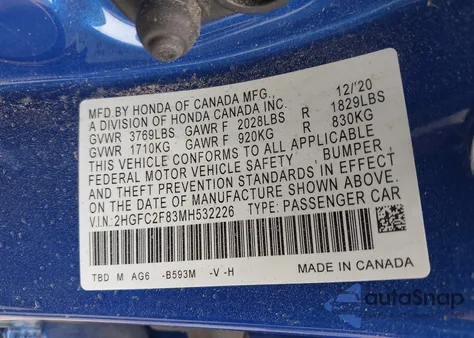 MFD.BY HONDA OF CANADA MFG., 12/'20
A DIVISION OF HONDA CANADA INC.
GVWR 3769LBS GAWR F 2028LBS R 1829LBS
GVWR 1710KG GAWR F 920KG R 830KG
THIS VEHICLE CONFORMS TO ALL APPLICABLE
FEDERAL MOTOR VEHICLE SAFETY , BUMPER ,
AND THEFT PREVENTION STANDARDS IN EFFECT
ON THE DATE OF MANUFACTURE SHOWN ABOVE.
V.IN:2HGFC2F83MH532226 TYPE: PASSENGER CAR
TBD M AG6 -B593M -V -H
MADE IN CANADA
autoSnap